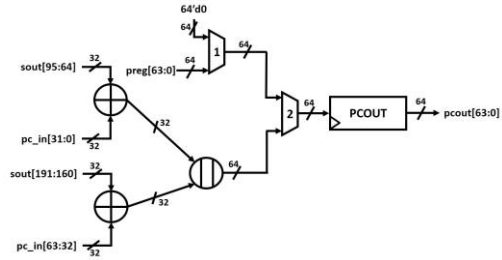 64'd0
64
32
sout[95:64]
1
64
preg[63:0]
64
32
pc_in[31:0]
32
2
64
PCOUT
64
pcout[63:0]
32
sout[191:160]
64
32
pc_in[63:32]
32